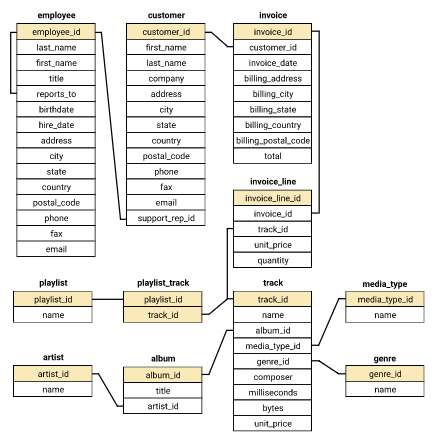 employee
employee_id
last_name
first_name
title
reports_to
birthdate
hire_date
address
city
state
country
postal_code
phone
fax
email
customer
customer_id
first_name
last_name
company
address
city
state
country
postal_code
phone
fax
email
support_rep_id
invoice
invoice_id
customer_id
invoice_date
billing_address
billing_city
billing_state
billing_country
billing_postal_code
total
invoice_line
invoice_line_id
invoice_id
track_id
unit_price
quantity
playlist
playlist_id
name
playlist_track
playlist_id
track_id
track
track_id
name
album_id
media_type_id
genre_id
composer
milliseconds
bytes
unit_price
media_type
media_type_id
name
artist
artist_id
name
album
album_id
title
artist_id
genre
genre_id
name